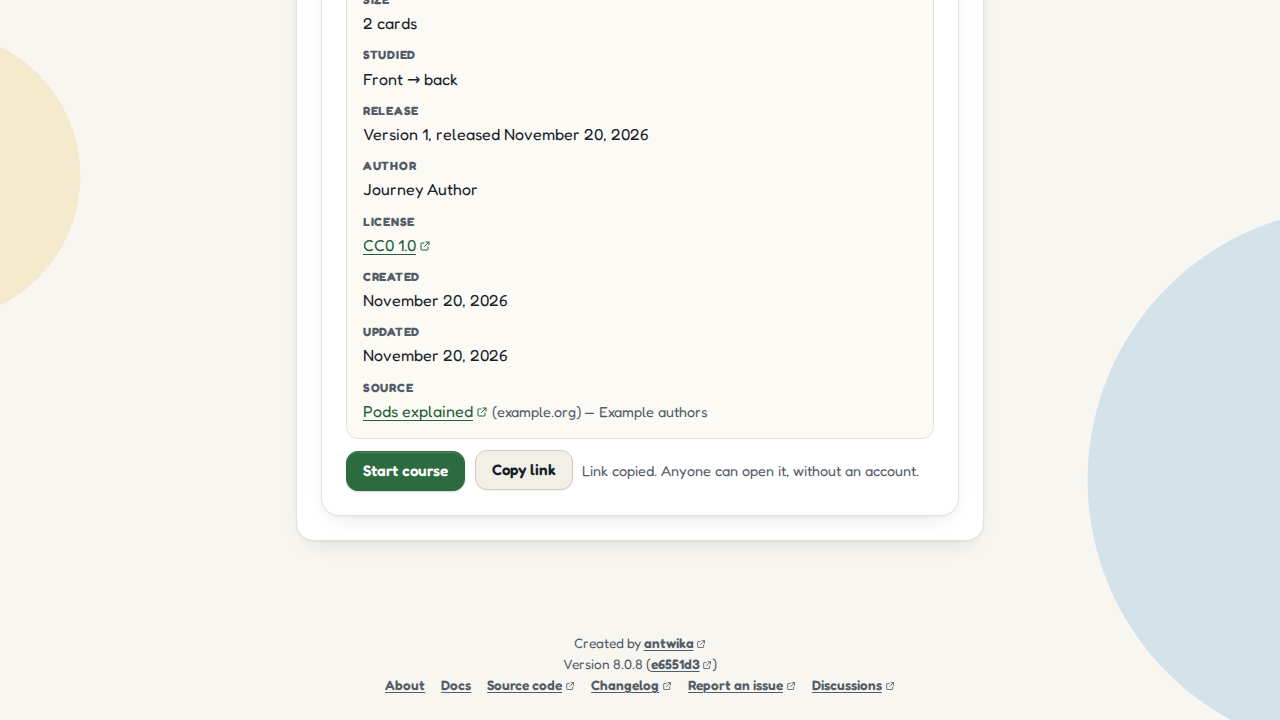 SIZE
2 cards
STUDIED
Front → back
RELEASE
Version 1, released November 20, 2026
AUTHOR
Journey Author
LICENSE
CC0 1.0
CREATED
November 20, 2026
UPDATED
November 20, 2026
SOURCE
Pods explained (example.org) — Example authors
Start course Copy link Link copied. Anyone can open it, without an account.
Created by antwika
Version 8.0.8 (e6551d3)
About Docs Source code Changelog Report an issue Discussions